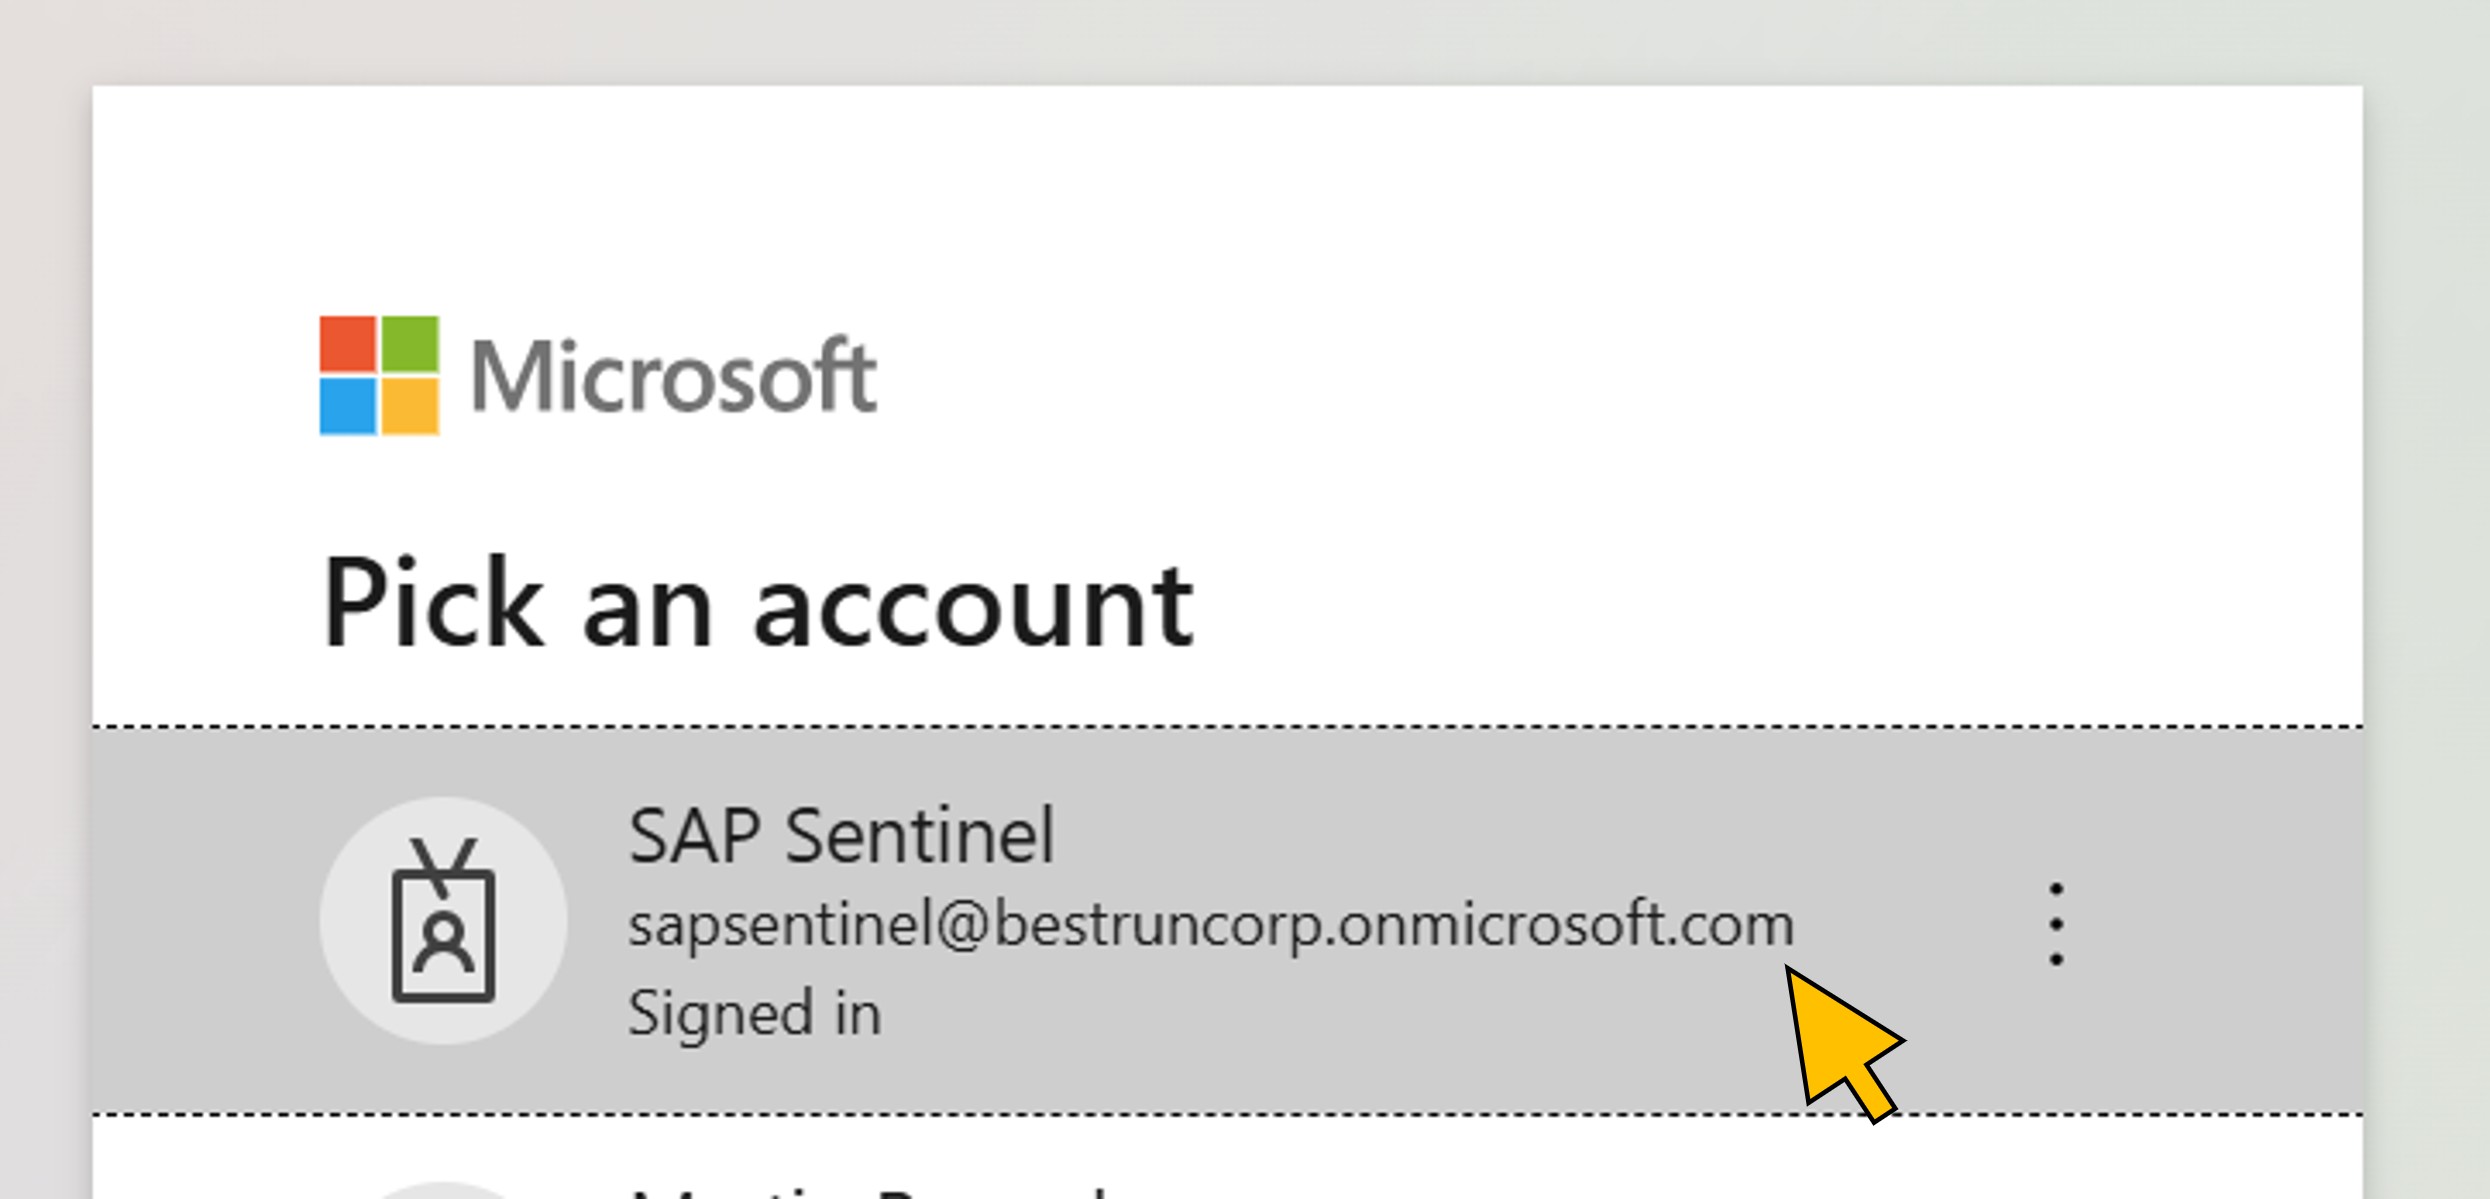 Microsoft
Pick an account
SAP Sentinel
sapsentinel@bestruncorp.onmicrosoft.com
Signed in